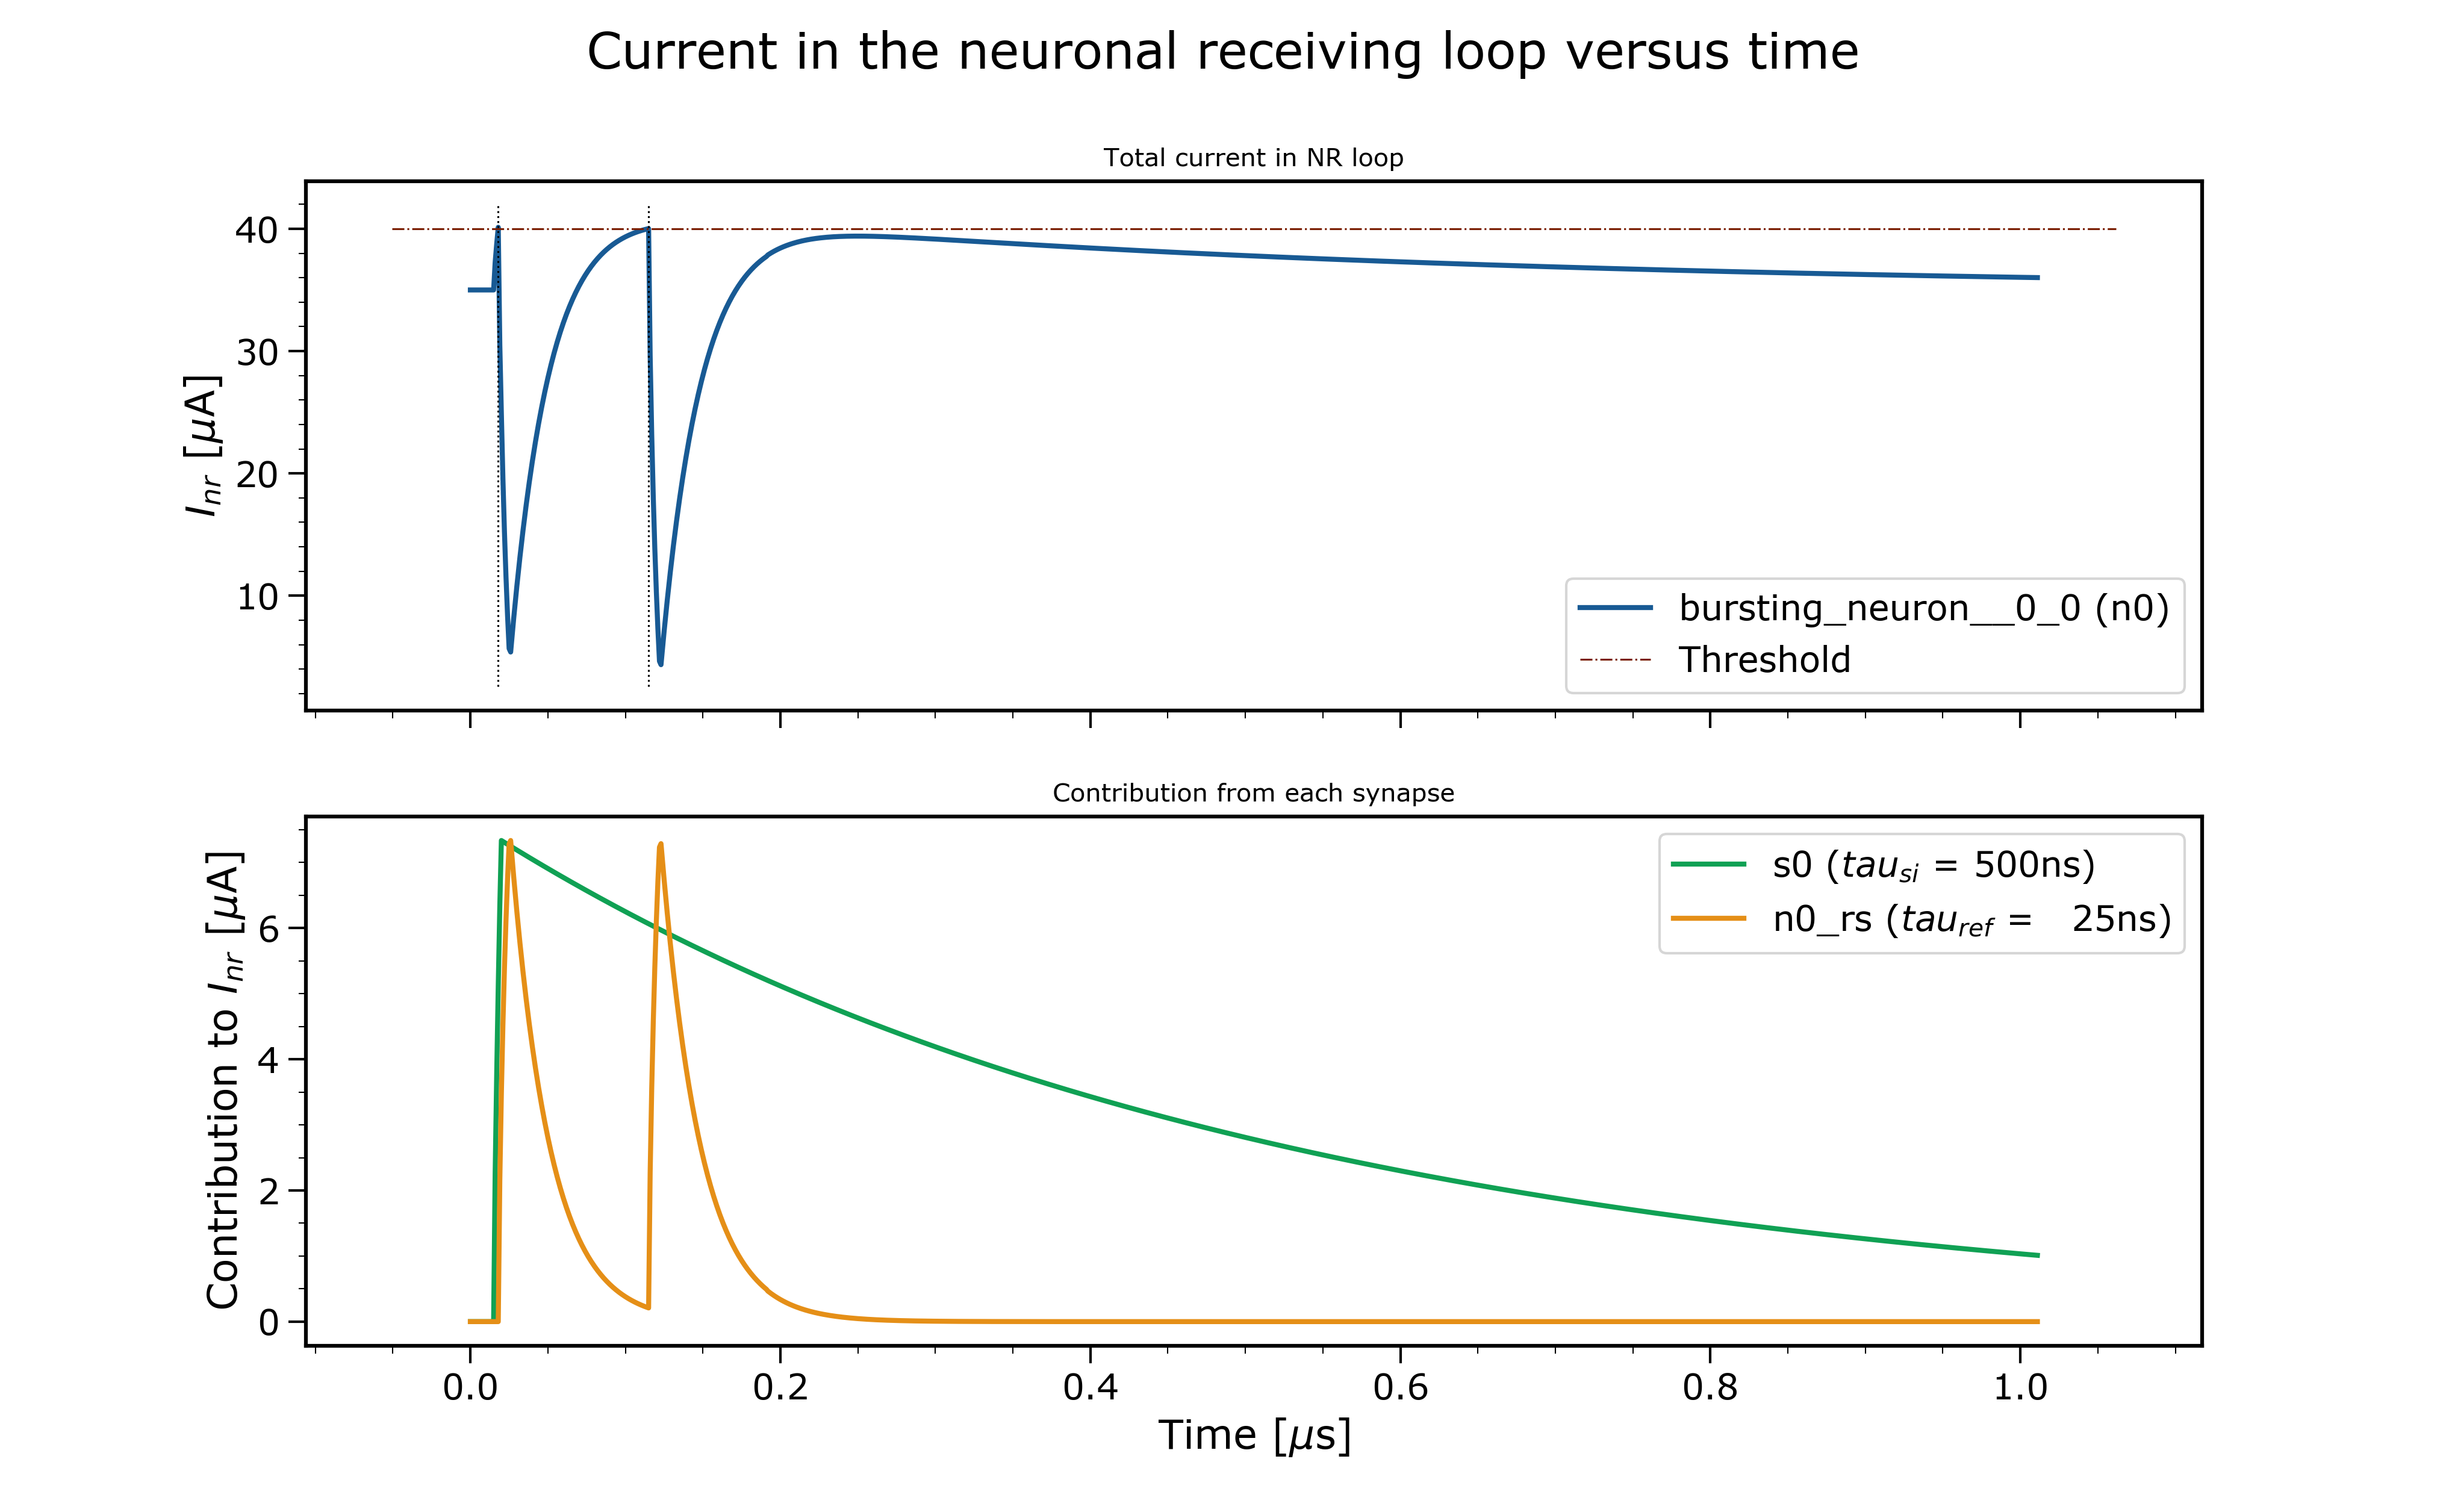 Current in the neuronal receiving loop versus time
Total current in NR loop
40
30
20
10
I_nr [μA]
bursting_neuron__0_0 (n0)
Threshold
Contribution from each synapse
6
4
2
0
Contribution to I_nr [μA]
s0 (tau_si = 500ns)
n0_rs (tau_ref = 25ns)
0.0 0.2 0.4 0.6 0.8 1.0
Time [μs]